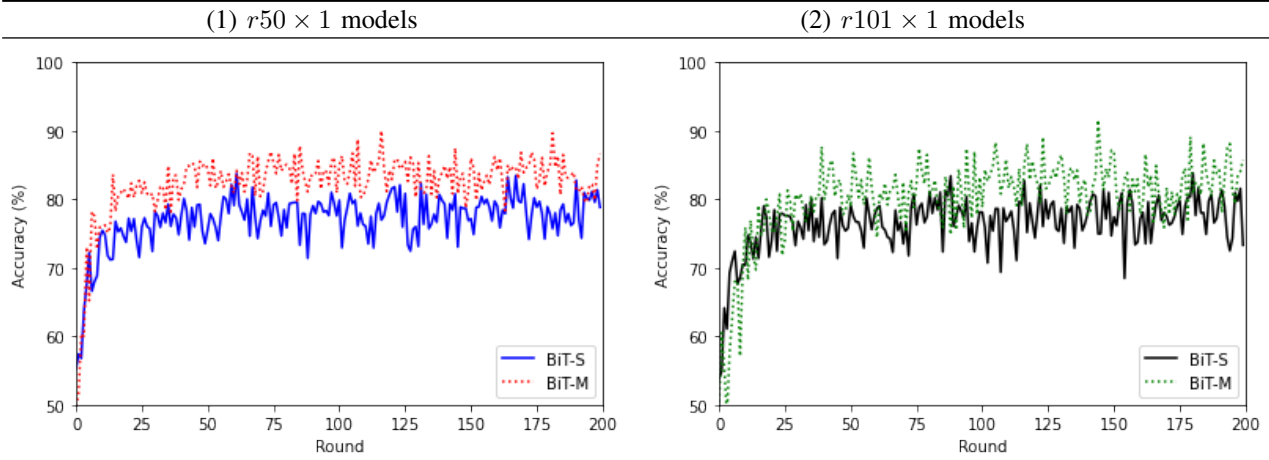 (1) r50 × 1 models
(2) r101 × 1 models
100
90
80
70
60
50
Accuracy (%)
0 25 50 75 100 125 150 175 200
Round
BiT-S
BiT-M
100
90
80
70
60
50
Accuracy (%)
0 25 50 75 100 125 150 175 200
Round
BiT-S
BiT-M